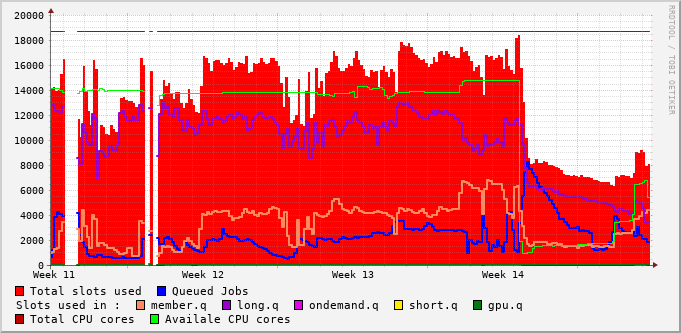 20000
18000
16000
14000
12000
10000
8000
6000
4000
2000
0
Week 11 Week 12 Week 13 Week 14
Total slots used Queued Jobs
Slots used in : member.q long.q ondemand.q short.q gpu.q
Total CPU cores Availale CPU cores
RRDTOOL / TOBI OETIKER